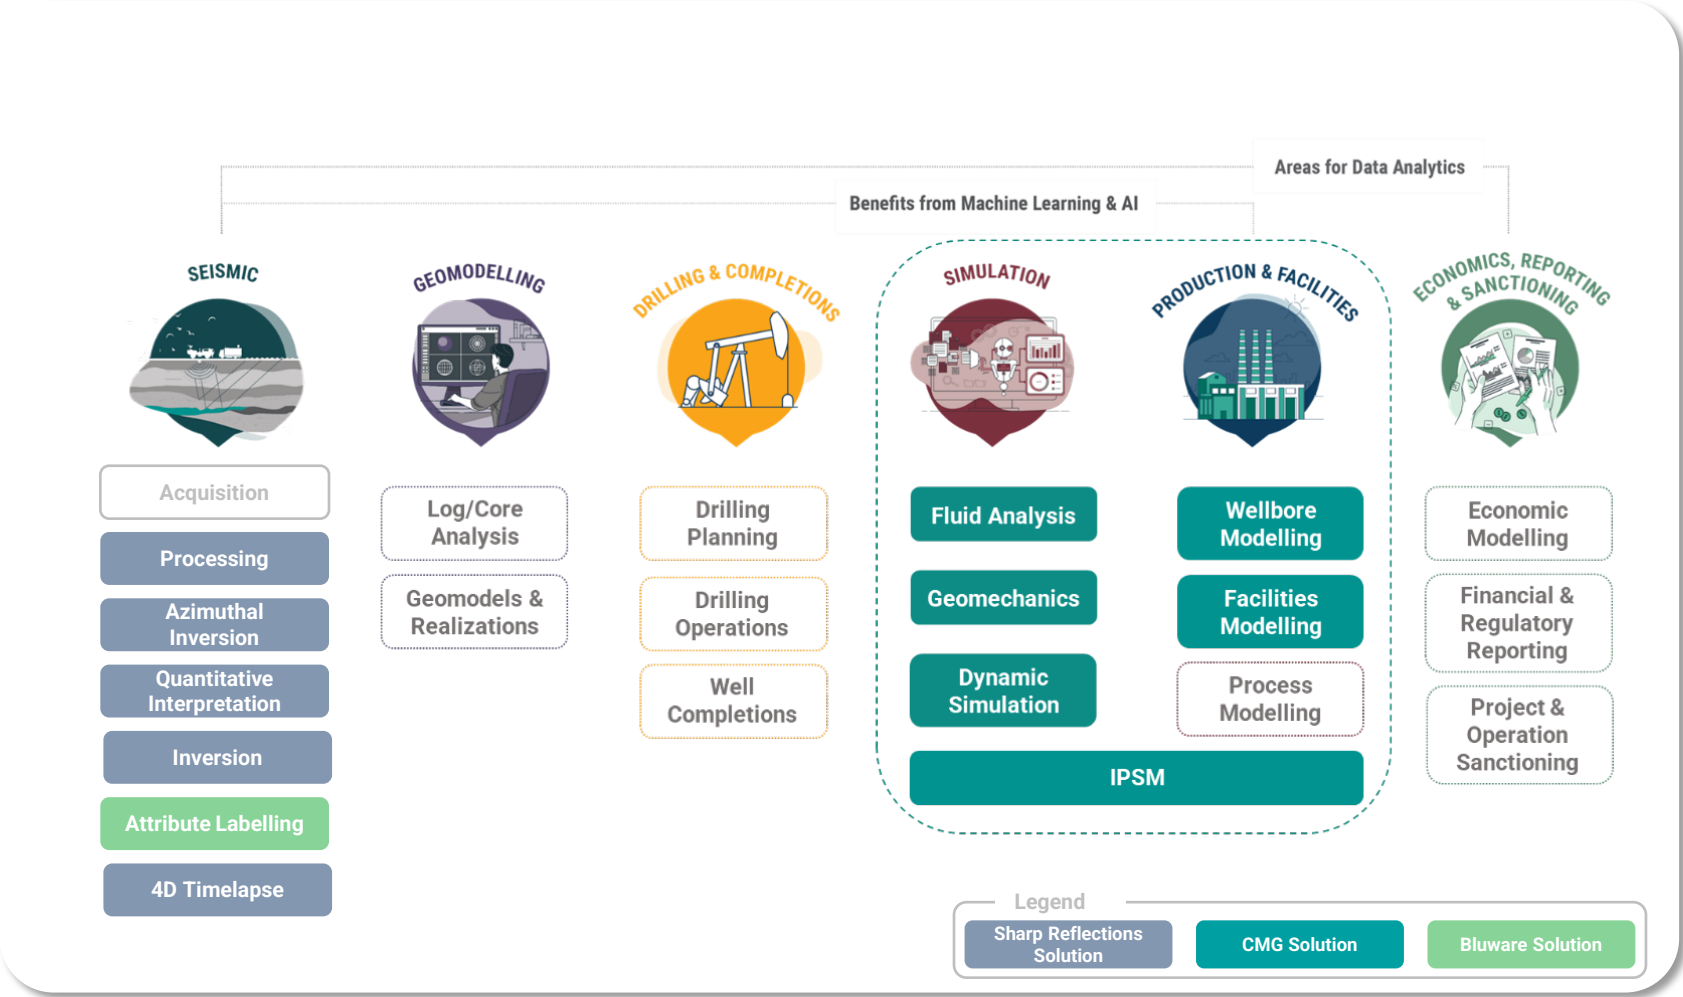 Areas for Data Analytics
Benefits from Machine Learning & AI
SEISMIC
GEOMODELLING
DRILLING & COMPLETIONS
SIMULATION
PRODUCTION & FACILITIES
ECONOMICS, REPORTING
& SANCTIONING
Acquisition
Processing
Azimuthal
Inversion
Quantitative
Interpretation
Inversion
Attribute Labelling
4D Timelapse
Log/Core
Analysis
Geomodels &
Realizations
Drilling
Planning
Drilling
Operations
Well
Completions
Fluid Analysis
Geomechanics
Dynamic
Simulation
Wellbore
Modelling
Facilities
Modelling
Process
Modelling
IPSM
Economic
Modelling
Financial &
Regulatory
Reporting
Project &
Operation
Sanctioning
Legend
Sharp Reflections
Solution
CMG Solution
Bluware Solution